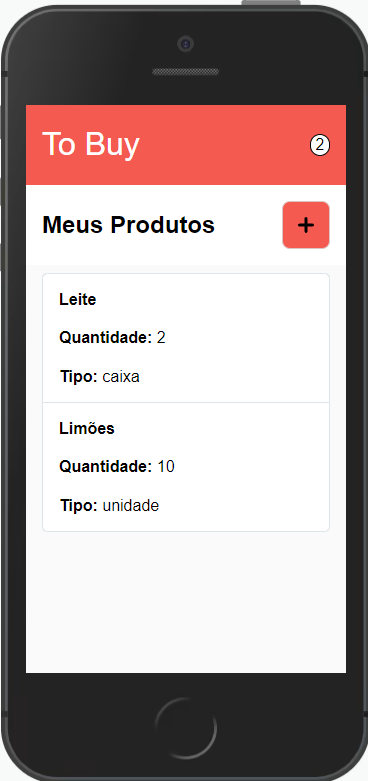 To Buy
2
Meus Produtos
+
Leite
Quantidade: 2
Tipo: caixa
Limões
Quantidade: 10
Tipo: unidade